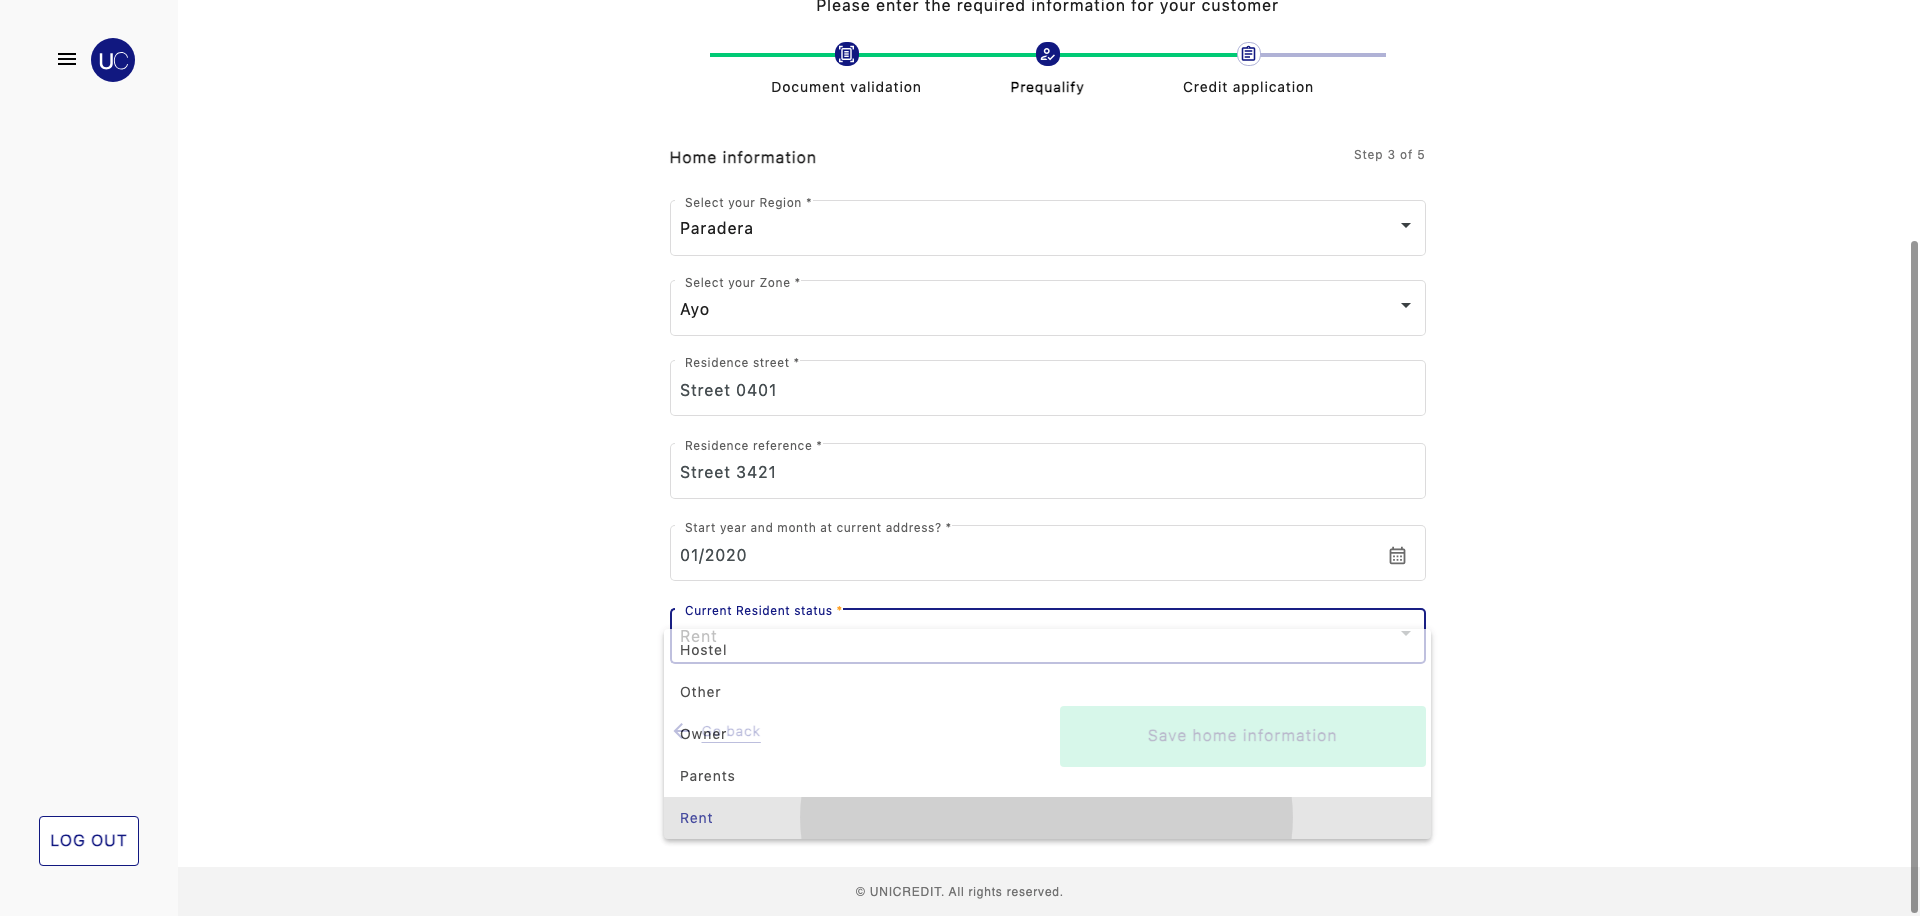 Please enter the required information for your customer
UC
Document validation
Prequalify
Credit application
Home information
Step 3 of 5
Select your Region *
Paradera
Select your Zone *
Ayo
Residence street *
Street 0401
Residence reference *
Street 3421
Start year and month at current address? *
01/2020
Current Resident status *
Rent
Hostel
Other
Go back
Owner
Save home information
Parents
Rent
LOG OUT
© UNICREDIT. All rights reserved.